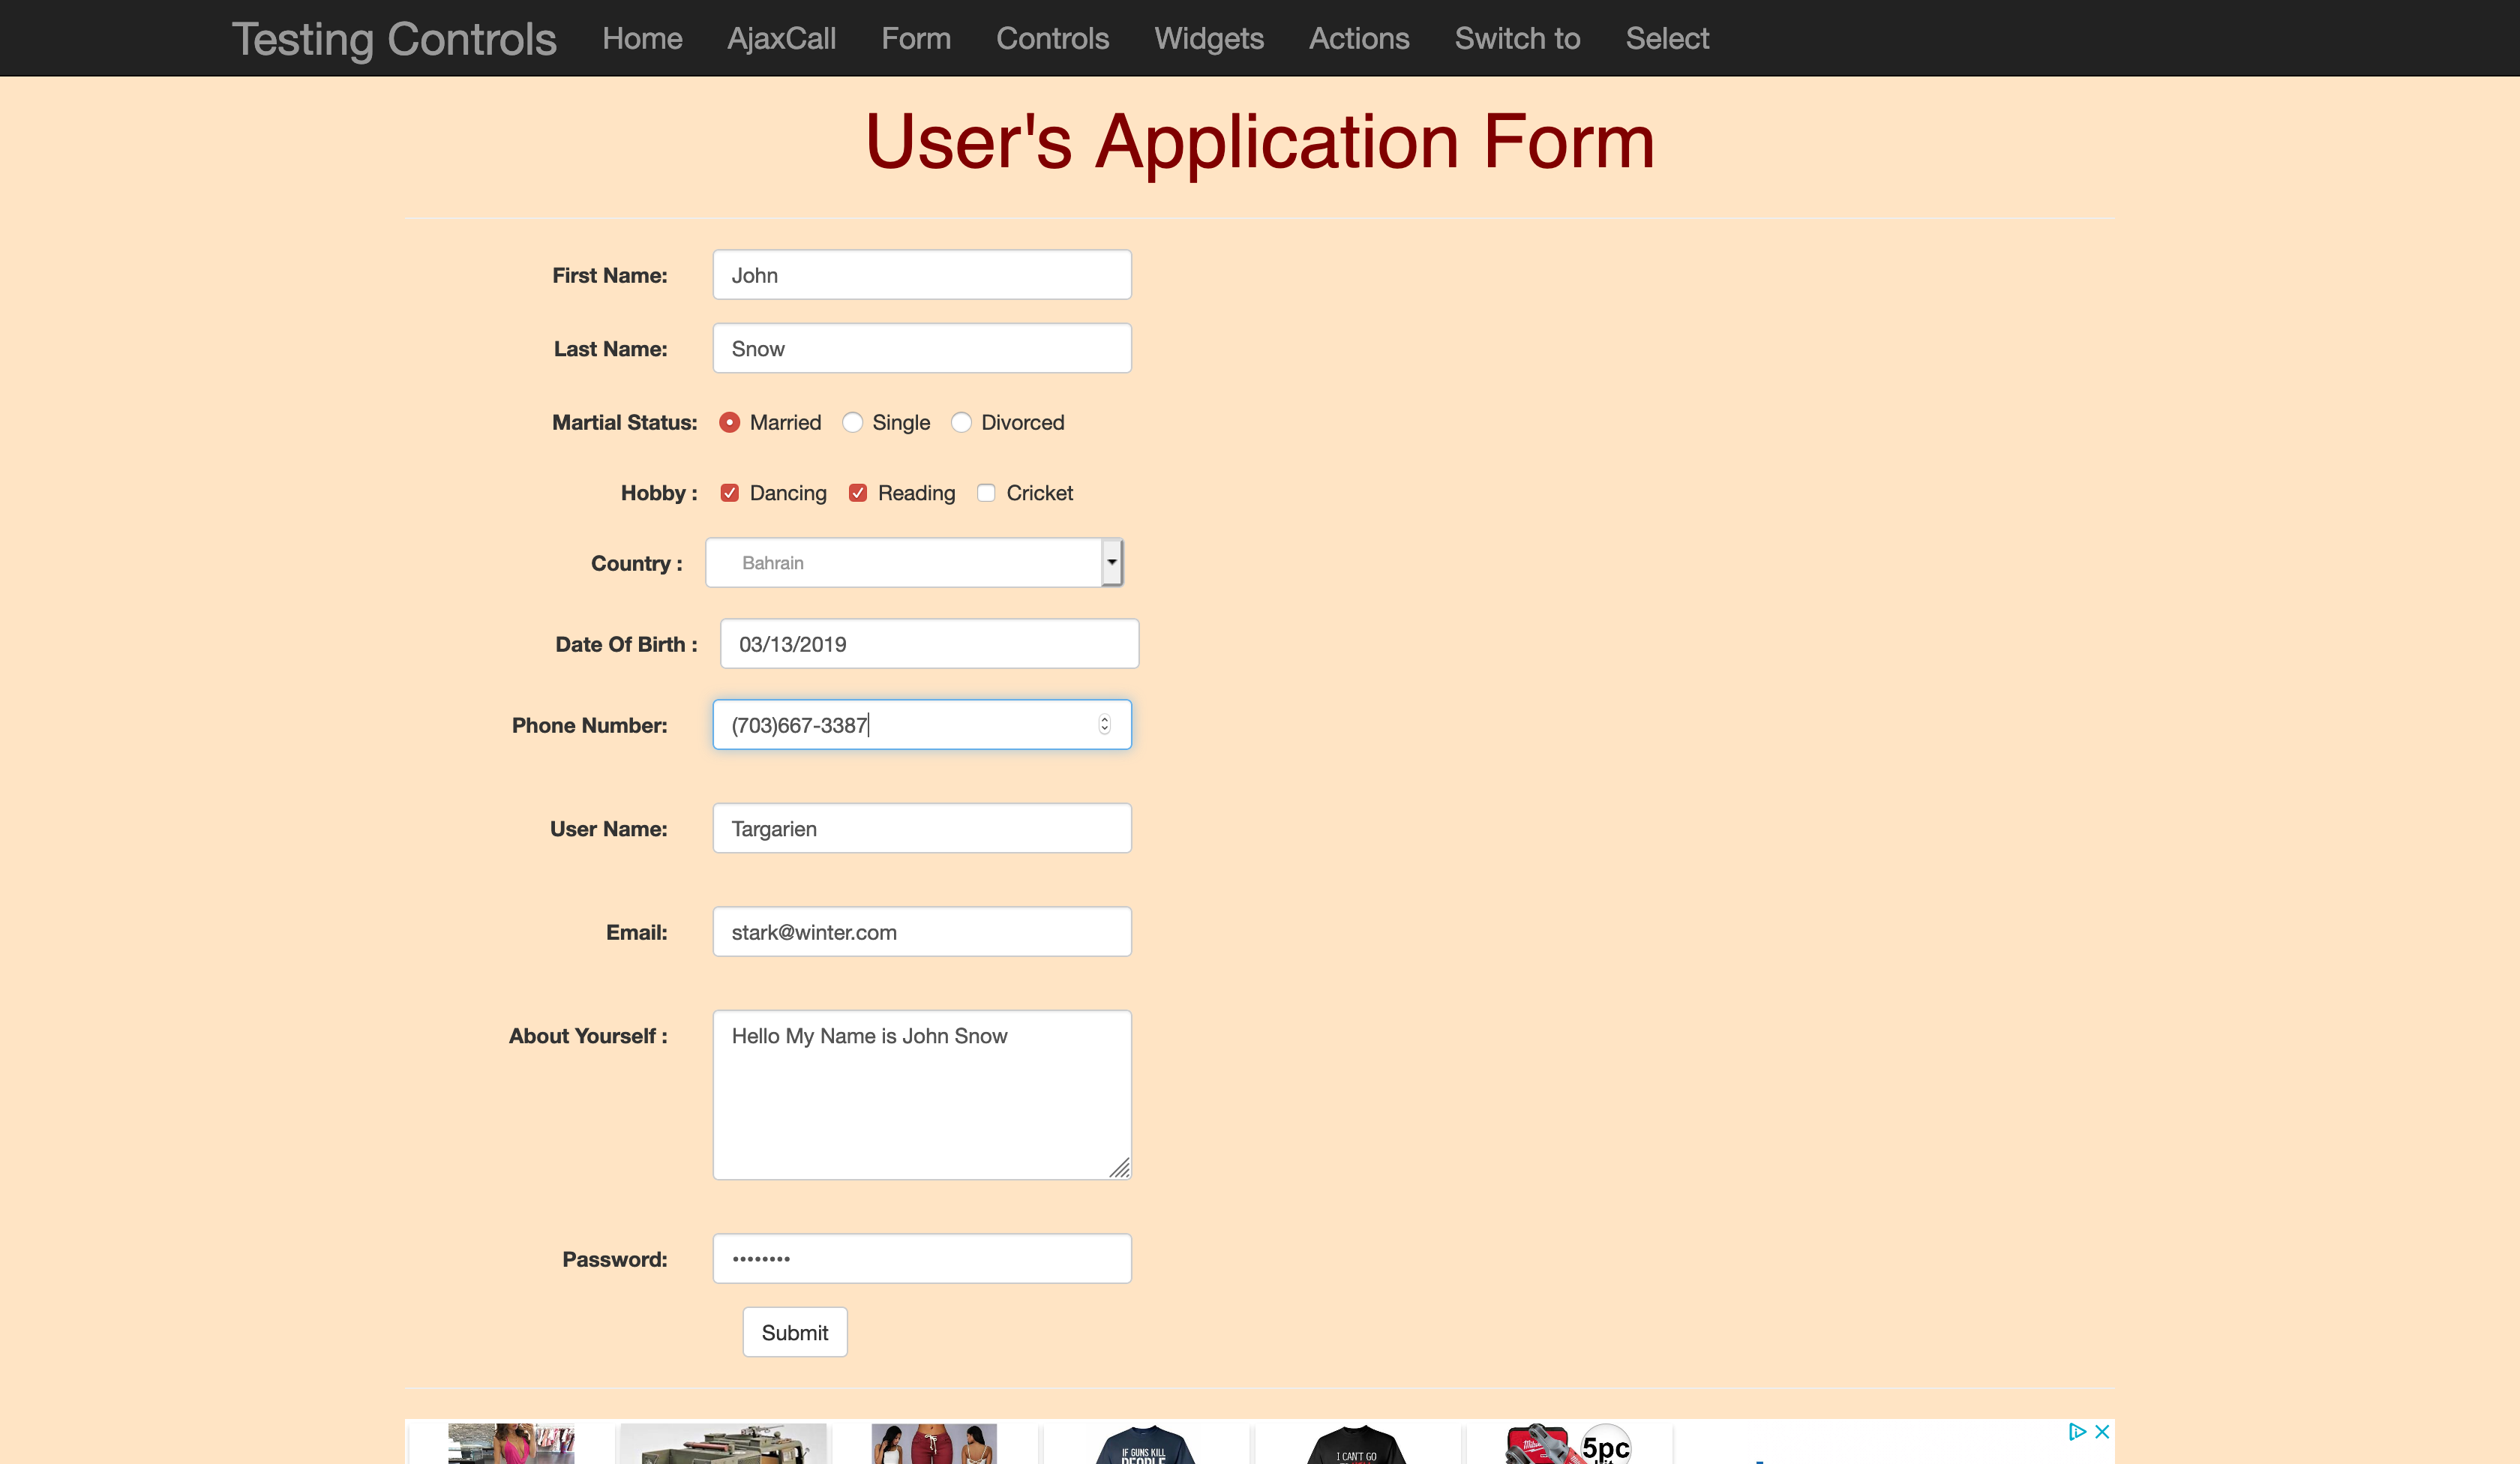 Testing Controls Home AjaxCall Form Controls Widgets Actions Switch to Select
User's Application Form
First Name: John
Last Name: Snow
Martial Status: Married Single Divorced
Hobby : Dancing Reading Cricket
Country : Bahrain
Date Of Birth : 03/13/2019
Phone Number: (703)667-3387
User Name: Targarien
Email: stark@winter.com
About Yourself : Hello My Name is John Snow
Password: ••••••••
Submit
IF GUNS KILL
PEOPLE
I CAN'T GO
Milwaukee
5pc